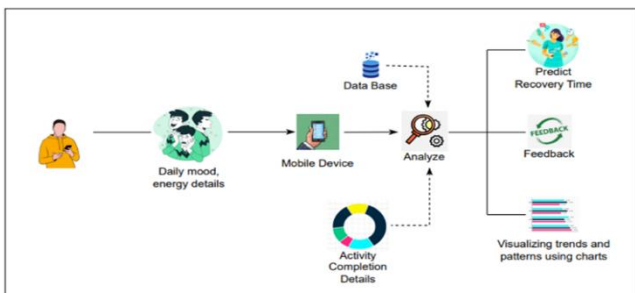 Data Base
Predict
Recovery Time
Daily mood,
energy details
Mobile Device
Analyze
FEEDBACK
Feedback
Activity
Completion
Details
Visualizing trends and
patterns using charts